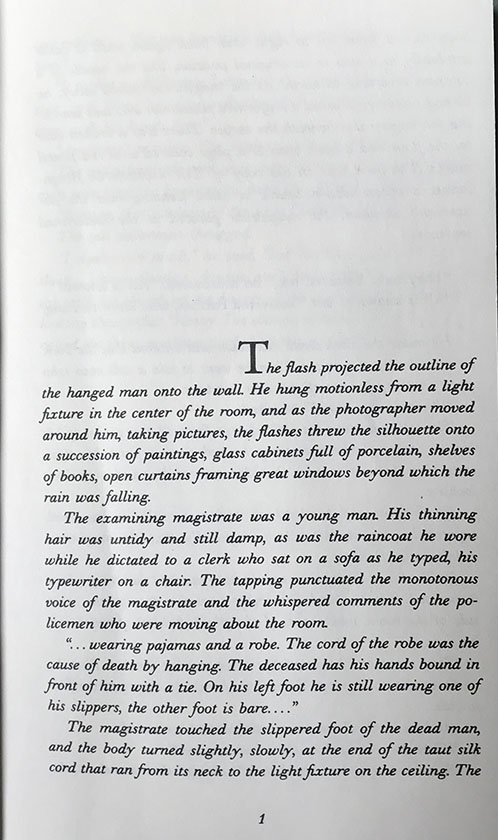 The flash projected the outline of
the hanged man onto the wall. He hung motionless from a light
fixture in the center of the room, and as the photographer moved
around him, taking pictures, the flashes threw the silhouette onto
a succession of paintings, glass cabinets full of porcelain, shelves
of books, open curtains framing great windows beyond which the
rain was falling.
The examining magistrate was a young man. His thinning
hair was untidy and still damp, as was the raincoat he wore
while he dictated to a clerk who sat on a sofa as he typed, his
typewriter on a chair. The tapping punctuated the monotonous
voice of the magistrate and the whispered comments of the po-
licemen who were moving about the room.
“. . . wearing pajamas and a robe. The cord of the robe was the
cause of death by hanging. The deceased has his hands bound in
front of him with a tie. On his left foot he is still wearing one of
his slippers, the other foot is bare. . . .”
The magistrate touched the slippered foot of the dead man,
and the body turned slightly, slowly, at the end of the taut silk
cord that ran from its neck to the light fixture on the ceiling. The
1